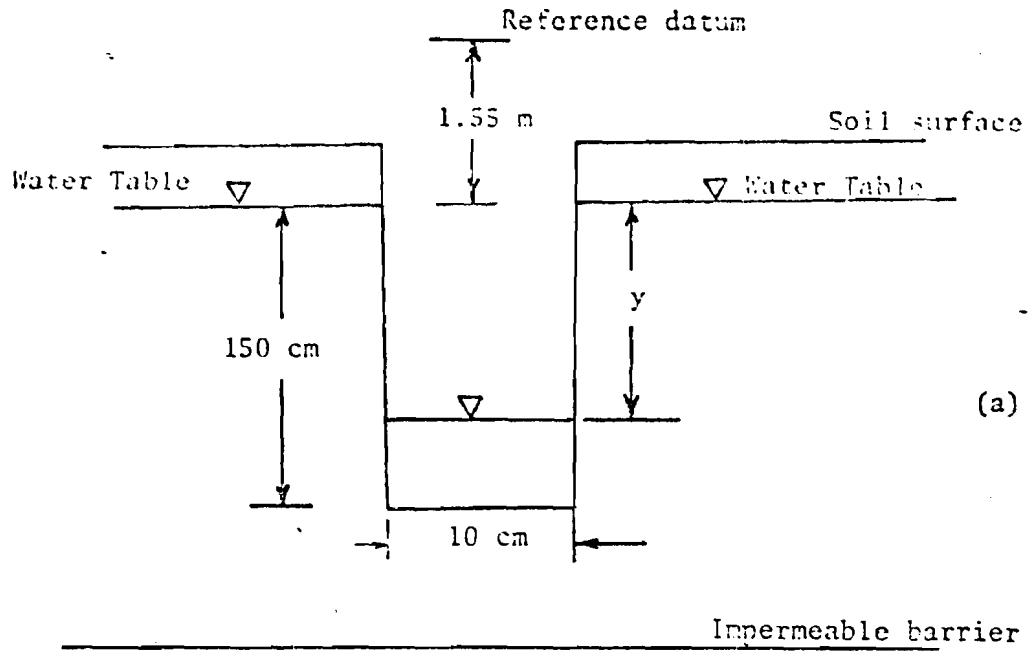 Reference datum
1.55 m
Soil surface
Water Table
Water Table
y
150 cm
(a)
10 cm
Impermeable barrier